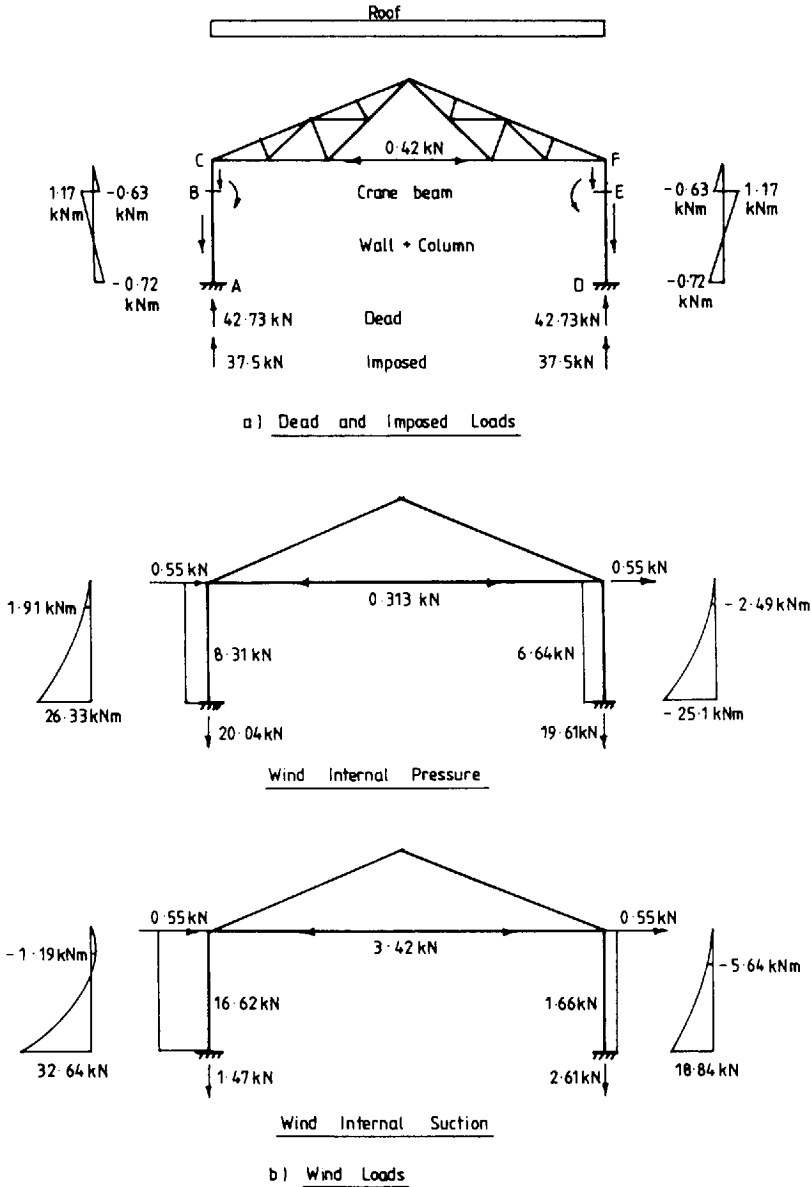 Roof
C 0·42 kN F
1·17 kNm
-0·63 kNm
B Crane beam E
-0·63 kNm
1·17 kNm
Wall + Column
-0·72 kNm
A D
-0·72 kNm
42·73 kN Dead 42·73 kN
37·5 kN Imposed 37·5 kN
a) Dead and Imposed Loads
0·55 kN 0·55 kN
1·91 kNm 0·313 kN -2·49 kNm
8·31 kN 6·64 kN
26·33 kNm -25·1 kNm
20·04 kN 19·61 kN
Wind Internal Pressure
0·55 kN 0·55 kN
-1·19 kNm 3·42 kN -5·64 kNm
16·62 kN 1·66 kN
32·64 kN 18·84 kN
1·47 kN 2·61 kN
Wind Internal Suction
b) Wind Loads